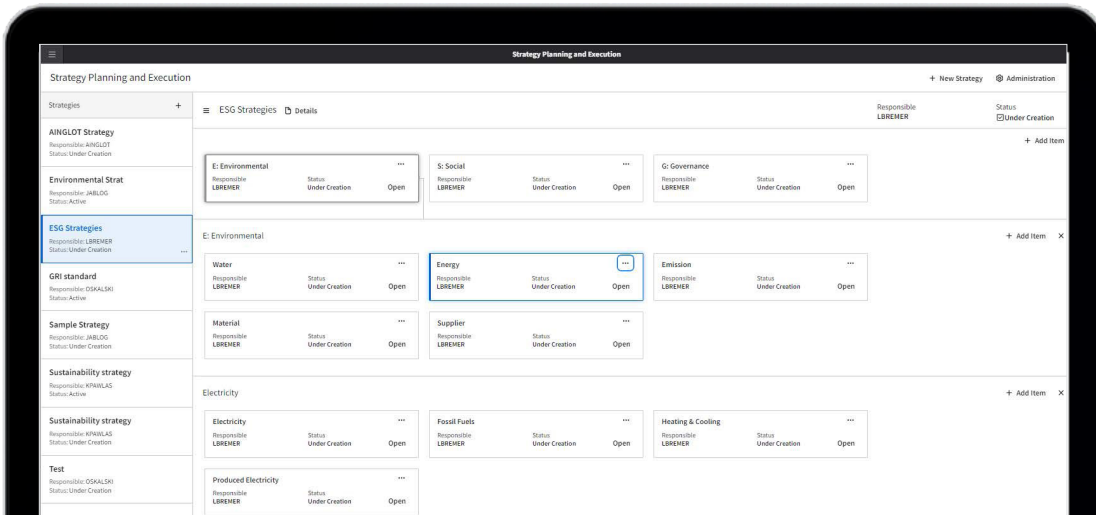 Strategy Planning and Execution
Strategy Planning and Execution
+ New Strategy Administration
Strategies +
AINGLOT Strategy
Responsible: AINGLOT
Status: Under Creation
Environmental Strat
Responsible: JABLOG
Status: Active
ESG Strategies
Responsible: LBREMER
Status: Under Creation ...
GRI standard
Responsible: OSKALSKI
Status: Active
Sample Strategy
Responsible: JABLOG
Status: Under Creation
Sustainability strategy
Responsible: KPAWLAS
Status: Active
Sustainability strategy
Responsible: KPAWLAS
Status: Under Creation
Test
Responsible: OSKALSKI
Status: Under Creation
ESG Strategies Details
Responsible Status
LBREMER Under Creation
+ Add Item
E: Environmental ... S: Social ... G: Governance ...
Responsible Status Responsible Status Responsible Status
LBREMER Under Creation Open LBREMER Under Creation Open LBREMER Under Creation Open
E: Environmental + Add Item ×
Water ... Energy ... Emission ...
Responsible Status Responsible Status Responsible Status
LBREMER Under Creation Open LBREMER Under Creation Open LBREMER Under Creation Open
Material ... Supplier ...
Responsible Status Responsible Status
LBREMER Under Creation Open LBREMER Under Creation Open
Electricity + Add Item ×
Electricity ... Fossil Fuels ... Heating & Cooling ...
Responsible Status Responsible Status Responsible Status
LBREMER Under Creation Open LBREMER Under Creation Open LBREMER Under Creation Open
Produced Electricity ...
Responsible Status
LBREMER Under Creation Open